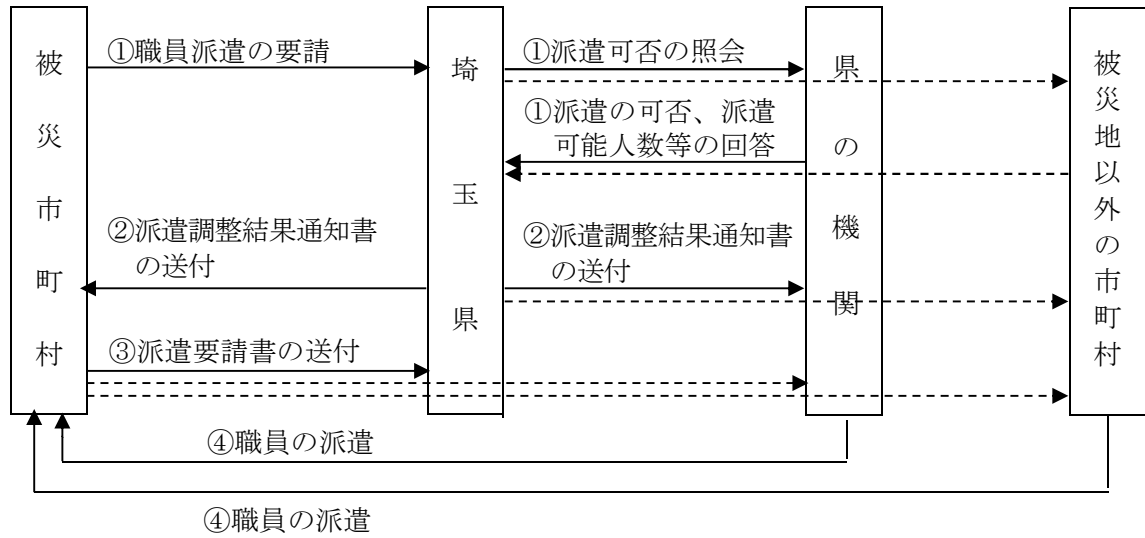 被災市町村
①職員派遣の要請
埼玉県
①派遣可否の照会
県の機関
被災地以外の市町村
①派遣の可否、派遣
可能人数等の回答
②派遣調整結果通知書
の送付
②派遣調整結果通知書
の送付
③派遣要請書の送付
④職員の派遣
④職員の派遣